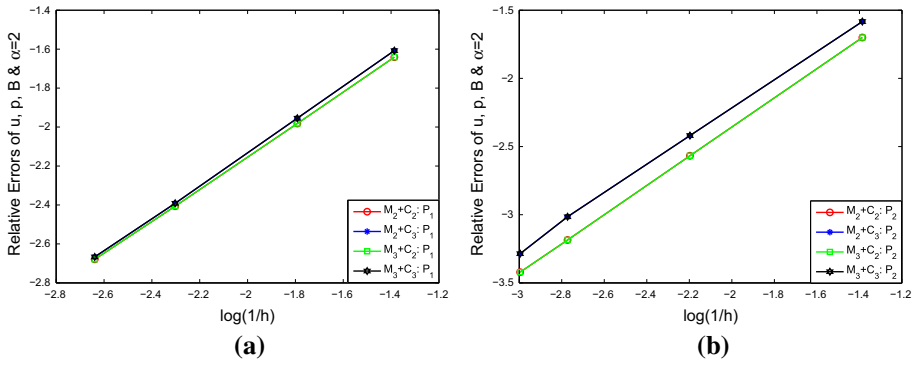 −1.4
−1.6
−1.8
−2
−2.2
−2.4
−2.6
−2.8
−2.8 −2.6 −2.4 −2.2 −2 −1.8 −1.6 −1.4 −1.2
Relative Errors of u, p, B & α=2
log(1/h)
M₂+C₂: P₁
M₂+C₃: P₁
M₃+C₂: P₁
M₃+C₃: P₁
(a)
−1.5
−2
−2.5
−3
−3.5
−3 −2.8 −2.6 −2.4 −2.2 −2 −1.8 −1.6 −1.4 −1.2
Relative Errors of u, p, B & α=2
log(1/h)
M₂+C₂: P₂
M₂+C₃: P₂
M₃+C₂: P₂
M₃+C₃: P₂
(b)